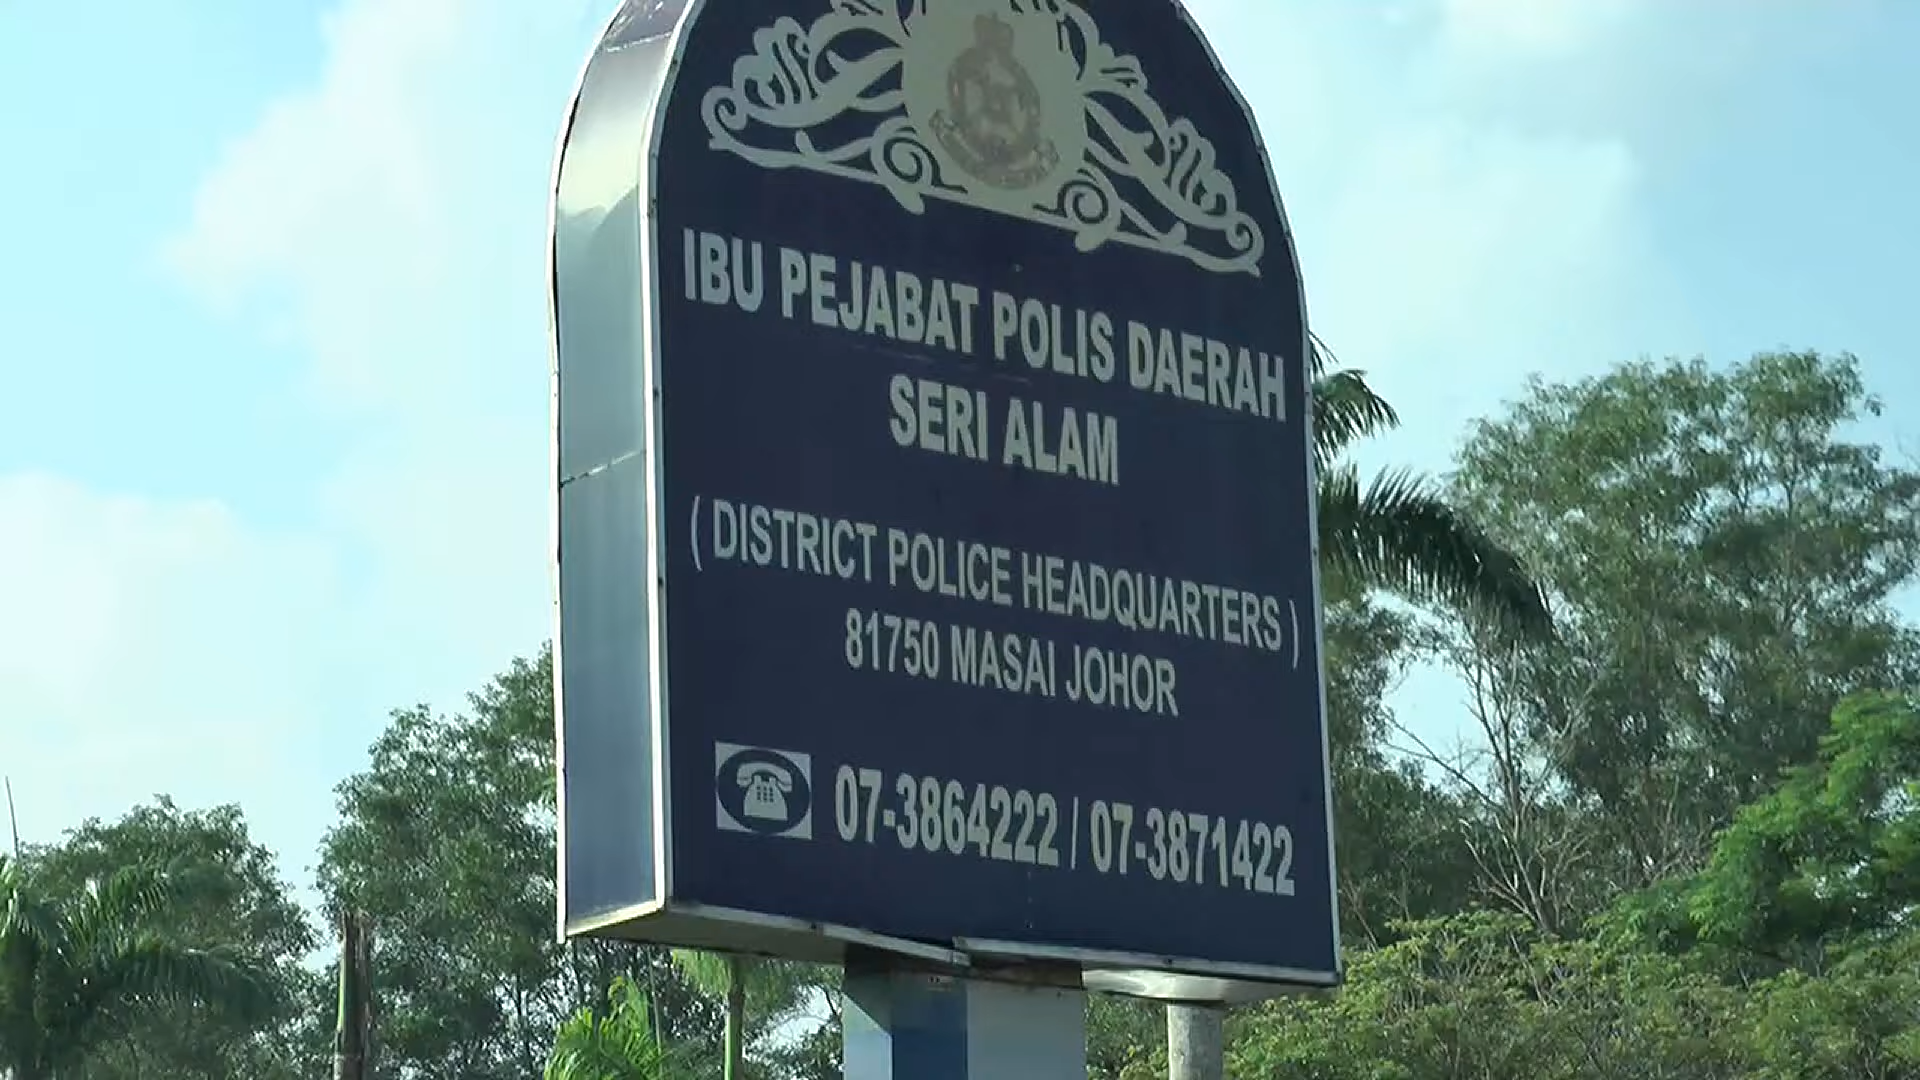 IBU PEJABAT POLIS DAERAH
SERI ALAM
( DISTRICT POLICE HEADQUARTERS )
81750 MASAI JOHOR
07-3864222 / 07-3871422